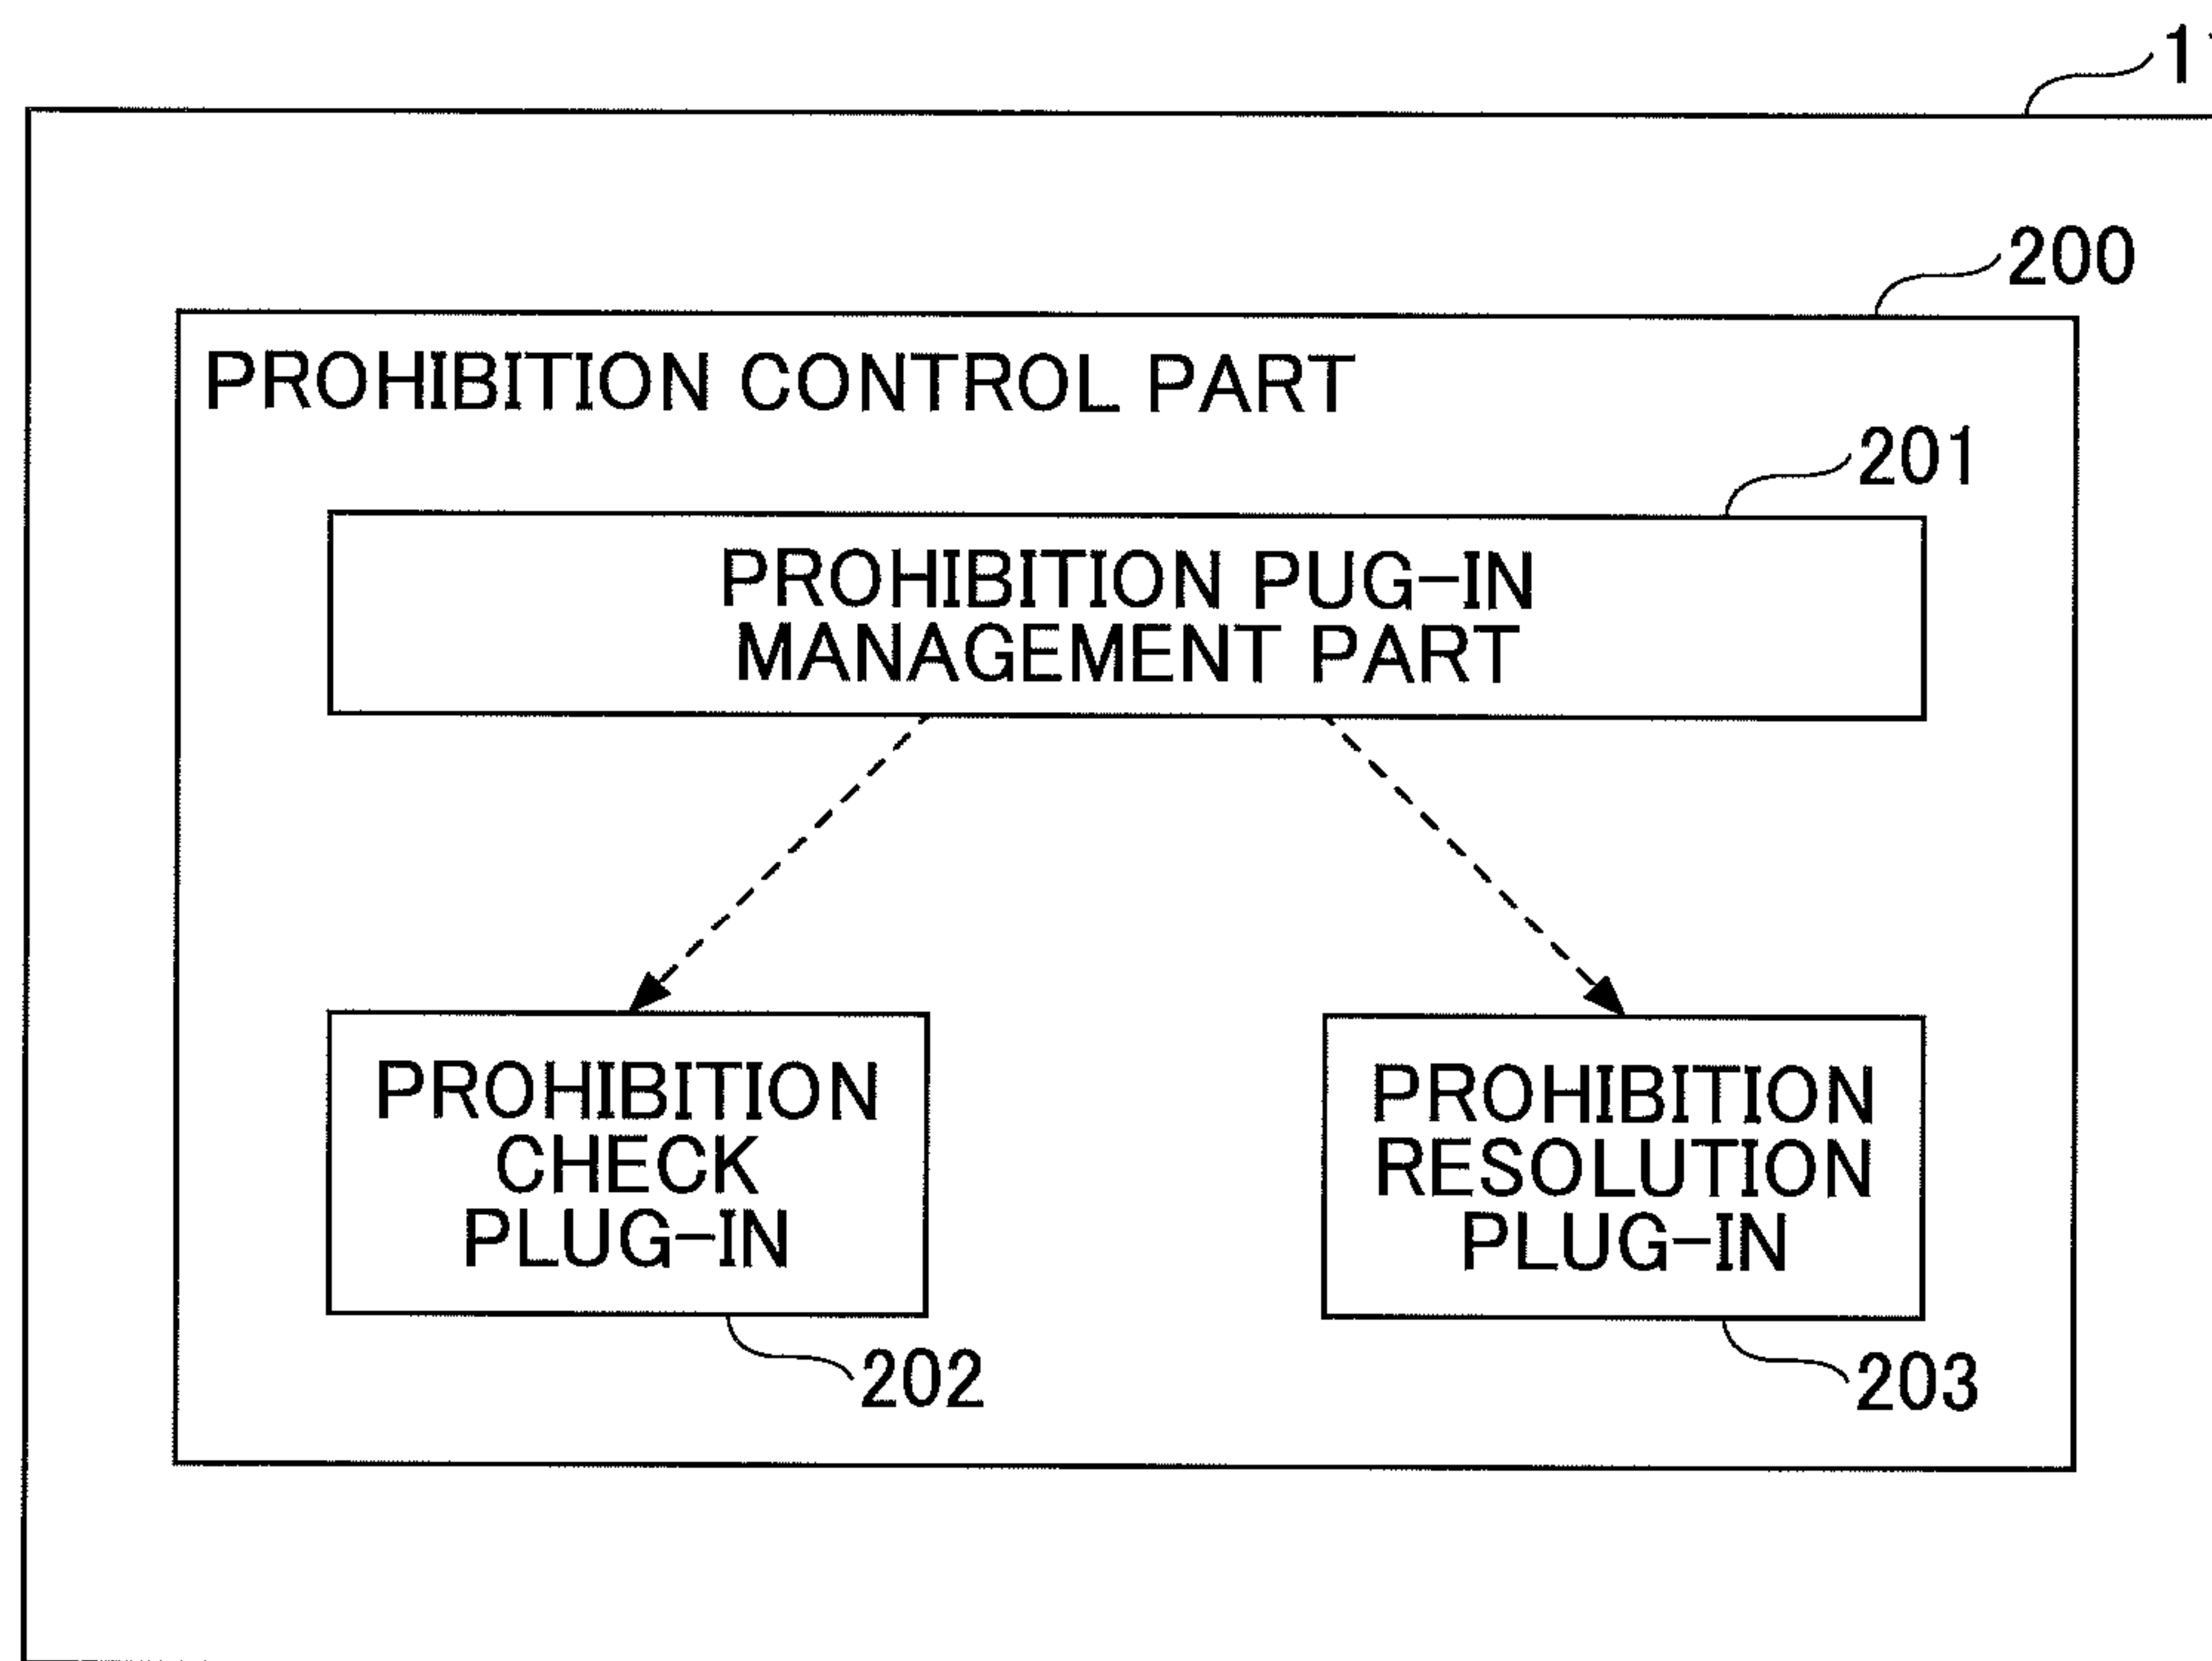 200
PROHIBITION CONTROL PART
201
PROHIBITION PUG-IN
MANAGEMENT PART
PROHIBITION
CHECK
PLUG-IN
PROHIBITION
RESOLUTION
PLUG-IN
202
203